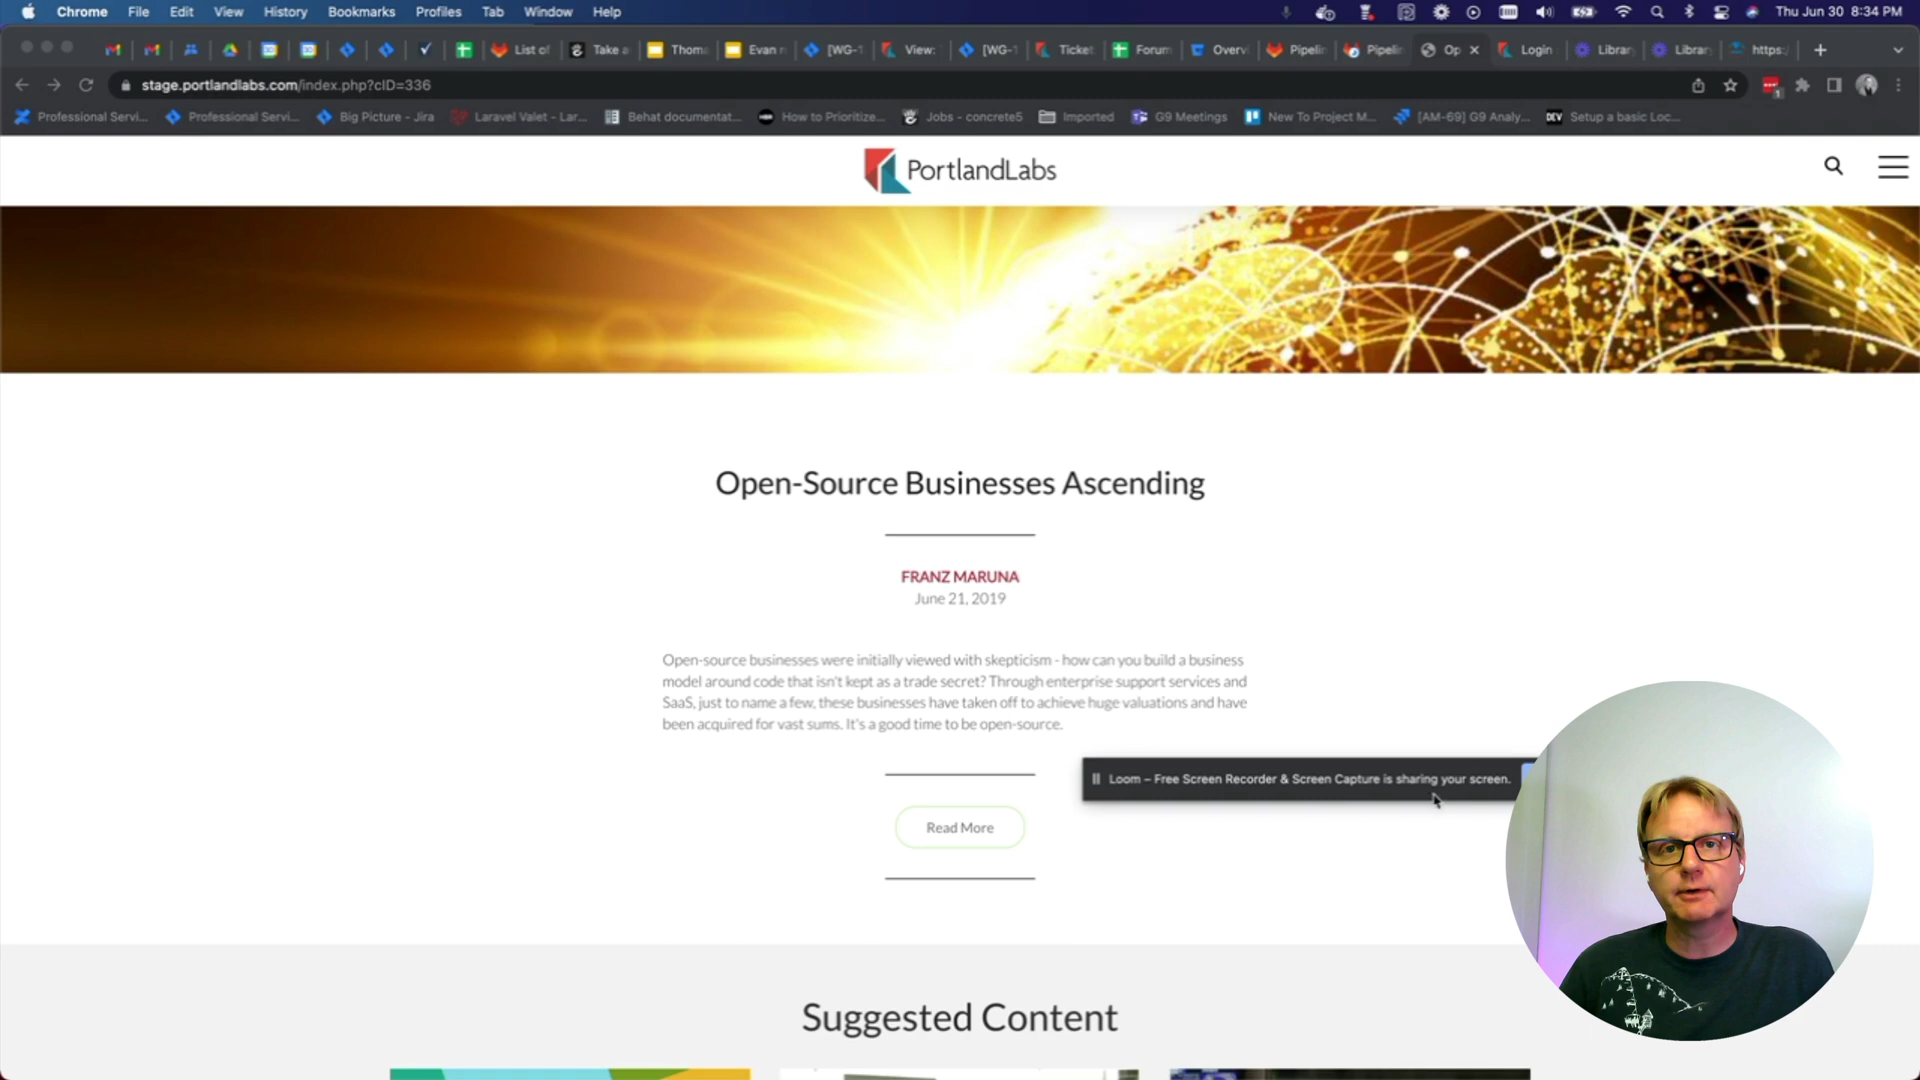 Chrome File Edit View History Bookmarks Profiles Tab Window Help Thu Jun 30 8:34 PM
List of Take a Thom Evan r [WG-1 View: [WG-1 Ticket Forum Overvi Pipelin Pipelin Op Login Librar Librar https:
stage.portlandlabs.com/index.php?cID=336
Professional Servi... Professional Servi... Big Picture - Jira Laravel Valet - Lar... Behat documentat... How to Prioritize... Jobs - concrete5 Imported G9 Meetings New To Project M... [AM-69] G9 Analy... DEV Setup a basic Loc...
PortlandLabs
Open-Source Businesses Ascending
FRANZ MARUNA
June 21, 2019
Open-source businesses were initially viewed with skepticism - how can you build a business
model around code that isn't kept as a trade secret? Through enterprise support services and
SaaS, just to name a few, these businesses have taken off to achieve huge valuations and have
been acquired for vast sums. It's a good time to be open-source.
Loom – Free Screen Recorder & Screen Capture is sharing your screen.
Read More
Suggested Content